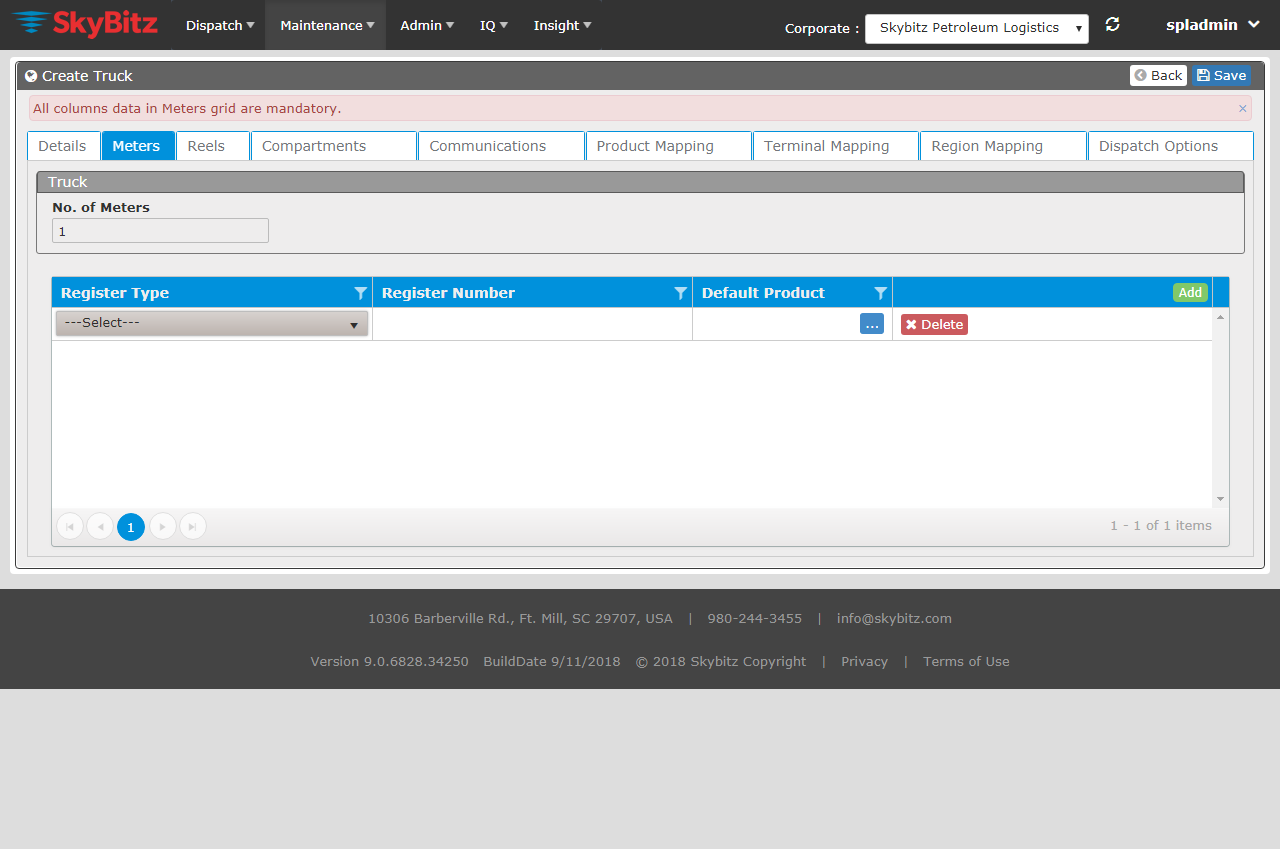 SkyBitz Dispatch Maintenance Admin IQ Insight Corporate : Skybitz Petroleum Logistics spladmin
Create Truck Back Save
All columns data in Meters grid are mandatory. ×
Details Meters Reels Compartments Communications Product Mapping Terminal Mapping Region Mapping Dispatch Options
Truck
No. of Meters
1
Register Type Register Number Default Product Add
---Select--- ... Delete
1 1 - 1 of 1 items
10306 Barberville Rd., Ft. Mill, SC 29707, USA | 980-244-3455 | info@skybitz.com
Version 9.0.6828.34250 BuildDate 9/11/2018 © 2018 Skybitz Copyright | Privacy | Terms of Use